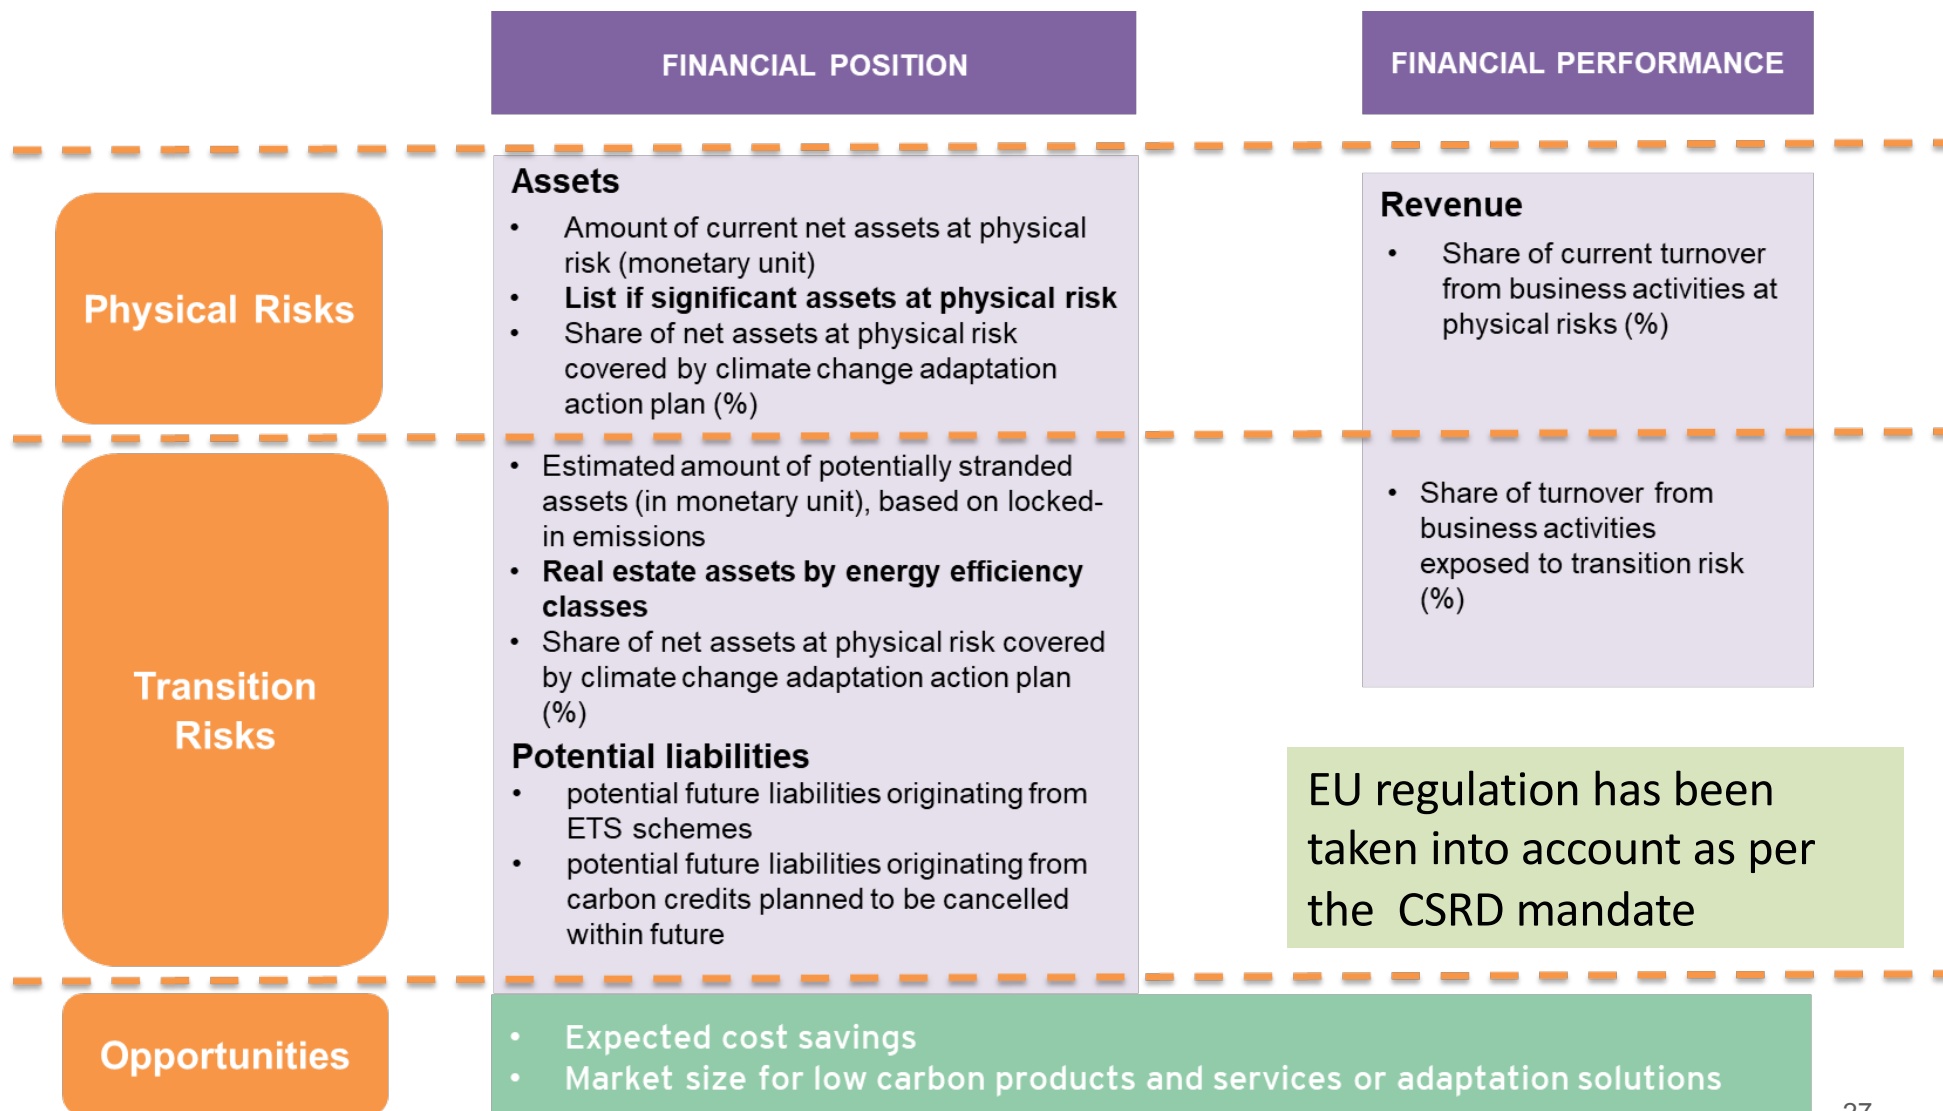 FINANCIAL POSITION
FINANCIAL PERFORMANCE
Physical Risks
Assets
• Amount of current net assets at physical
risk (monetary unit)
• List if significant assets at physical risk
• Share of net assets at physical risk
covered by climate change adaptation
action plan (%)
Revenue
• Share of current turnover
from business activities at
physical risks (%)
Transition
Risks
• Estimated amount of potentially stranded
assets (in monetary unit), based on locked-
in emissions
• Real estate assets by energy efficiency
classes
• Share of net assets at physical risk covered
by climate change adaptation action plan
(%)
Potential liabilities
• potential future liabilities originating from
ETS schemes
• potential future liabilities originating from
carbon credits planned to be cancelled
within future
• Share of turnover from
business activities
exposed to transition risk
(%)
EU regulation has been
taken into account as per
the CSRD mandate
Opportunities
• Expected cost savings
• Market size for low carbon products and services or adaptation solutions